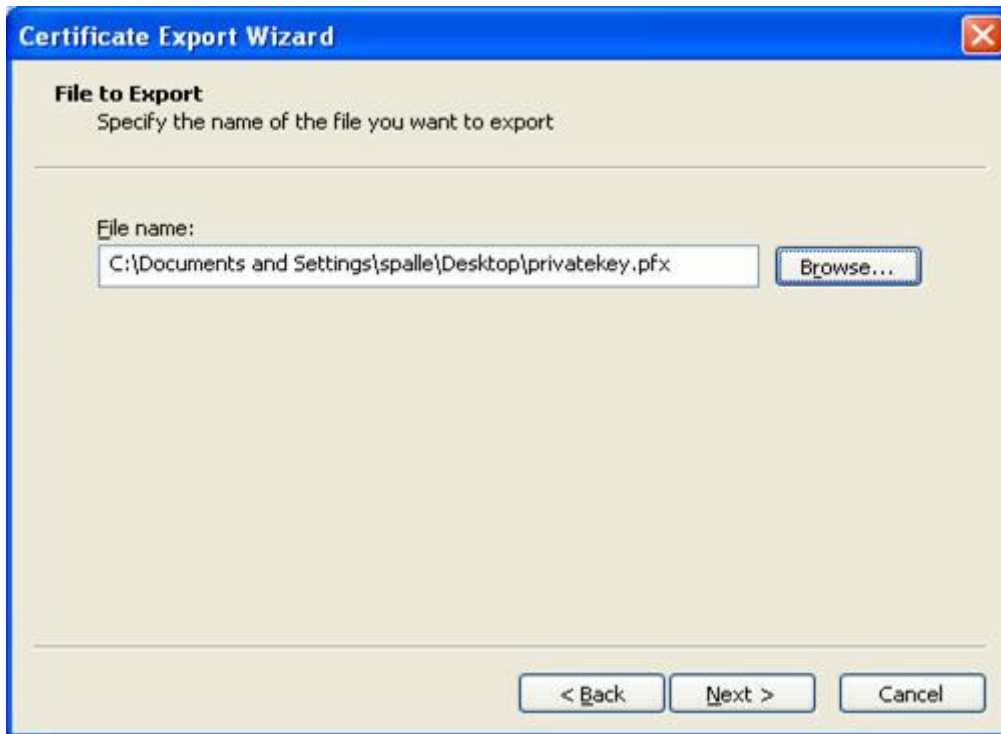 Certificate Export Wizard
File to Export
Specify the name of the file you want to export
File name:
C:\Documents and Settings\spalle\Desktop\privatekey.pfx
Browse...
< Back
Next >
Cancel